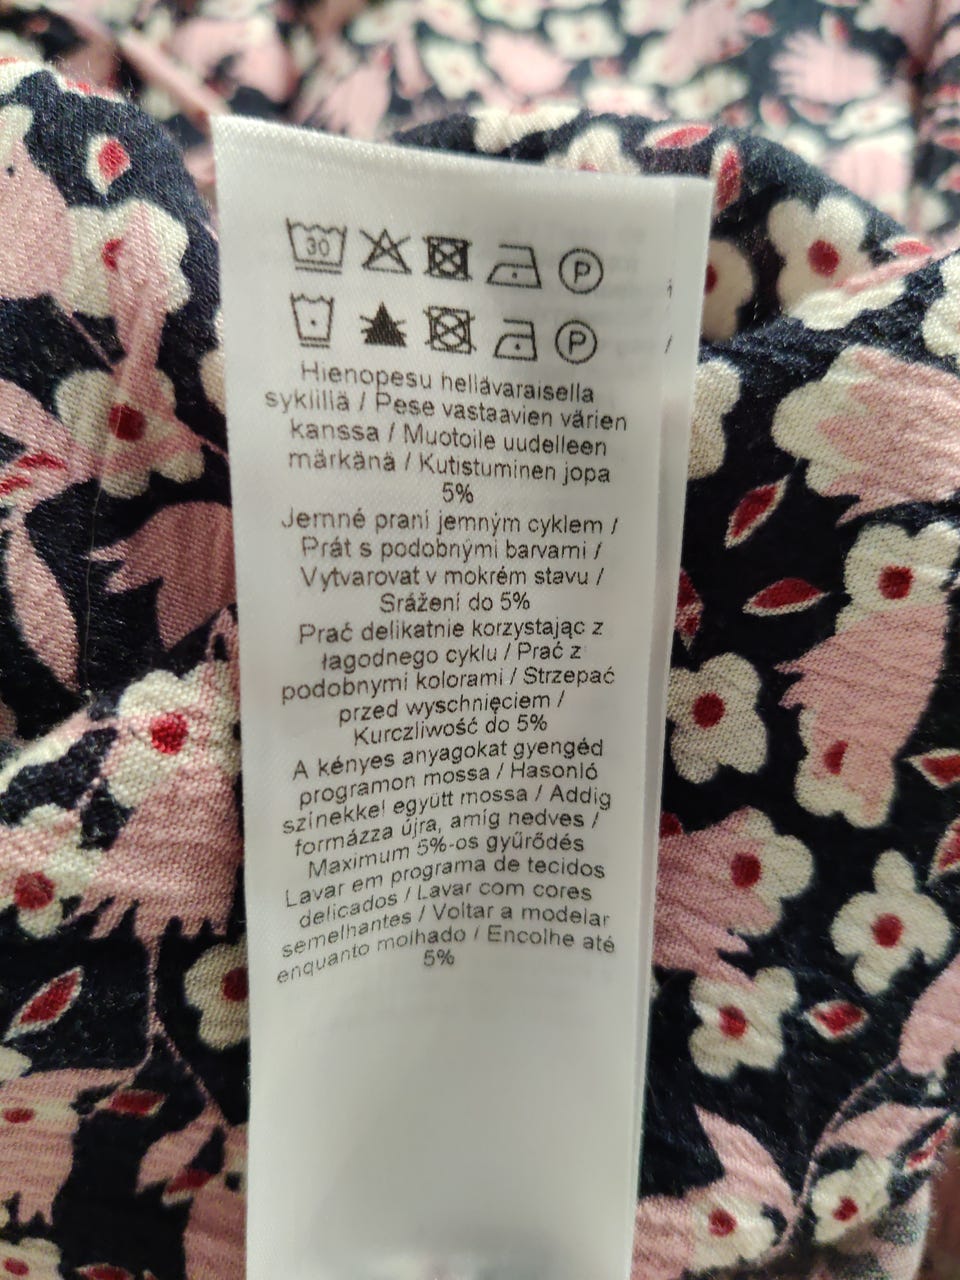 30 P
P
Hienopesu hellävaraisella
syklillä / Pese vastaavien värien
kanssa / Muotoile uudelleen
märkänä / Kutistuminen jopa
5%
Jemné praní jemným cyklem /
Prát s podobnými barvami /
Vytvarovat v mokrém stavu /
Srážení do 5%
Prać delikatnie korzystając z
łagodnego cyklu / Prać z
podobnymi kolorami / Strzepać
przed wyschnięciem /
Kurczliwość do 5%
A kényes anyagokat gyengéd
programon mossa / Hasonló
színekkel együtt mossa / Addig
formázza újra, amíg nedves /
Maximum 5%-os gyűrődés
Lavar em programa de tecidos
delicados / Lavar com cores
semelhantes / Voltar a modelar
enquanto molhado / Encolhe até
5%